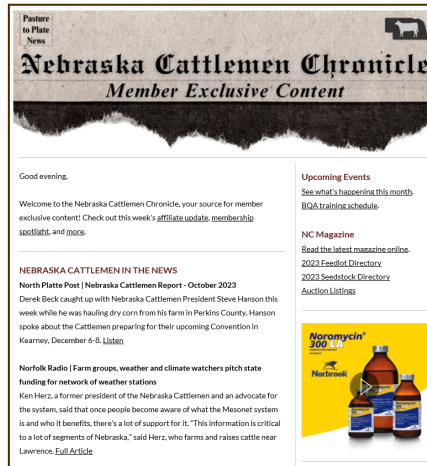 Pasture
to Plate
News
Nebraska Cattlemen Chronicle
Member Exclusive Content
Good evening,
Welcome to the Nebraska Cattlemen Chronicle, your source for member
exclusive content! Check out this week's affiliate update, membership
spotlight, and more.
NEBRASKA CATTLEMEN IN THE NEWS
North Platte Post | Nebraska Cattlemen Report - October 2023
Derek Beck caught up with Nebraska Cattlemen President Steve Hanson this
week while he was hauling dry corn from his farm in Perkins County. Hanson
spoke about the Cattlemen preparing for their upcoming Convention in
Kearney, December 6-8. Listen
Norfolk Radio | Farm groups, weather and climate watchers pitch state
funding for network of weather stations
Ken Herz, a former president of the Nebraska Cattlemen and an advocate for
the system, said that once people become aware of what the Mesonet system
is and who it benefits, there's a lot of support for it. "This information is critical
to a lot of segments of Nebraska," said Herz, who farms and raises cattle near
Lawrence. Full Article
Upcoming Events
See what's happening this month.
BQA training schedule.
NC Magazine
Read the latest magazine online.
2023 Feedlot Directory
2023 Seedstock Directory
Auction Listings
Noromycin
300 LA
Norbrook